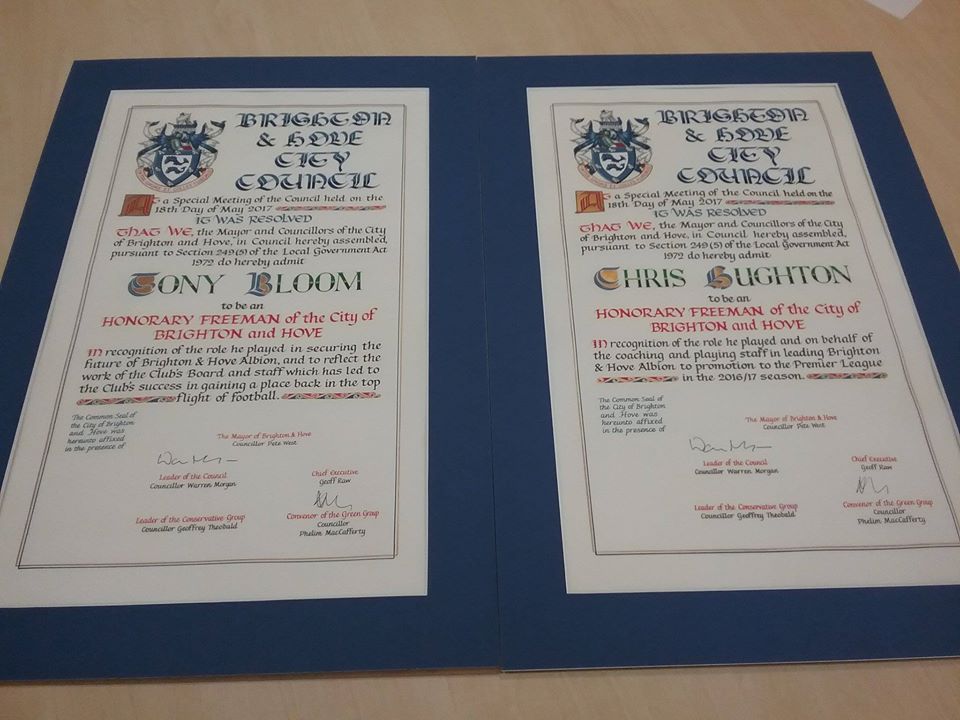 BRIGHTON
& HOVE
CITY
COUNCIL
AT a Special Meeting of the Council held on the
18th Day of May 2017
IT WAS RESOLVED
THAT WE, the Mayor and Councillors of the City
of Brighton and Hove, in Council hereby assembled,
pursuant to Section 249(5) of the Local Government Act
1972 do hereby admit
TONY BLOOM
to be an
HONORARY FREEMAN of the City of
BRIGHTON and HOVE
In recognition of the role he played in securing the
future of Brighton & Hove Albion, and to reflect the
work of the Club's Board and staff which has led to
the Club's success in gaining a place back in the top
flight of football.
The Common Seal of
the City of Brighton
and Hove was
hereunto affixed
in the presence of
The Mayor of Brighton & Hove
Councillor Pete West
Leader of the Council
Councillor Warren Morgan
Chief Executive
Geoff Raw
Leader of the Conservative Group
Councillor Geoffrey Theobald
Convenor of the Green Group
Councillor
Phelim MacCafferty
BRIGHTON
& HOVE
CITY
COUNCIL
AT a Special Meeting of the Council held on the
18th Day of May 2017
IT WAS RESOLVED
THAT WE, the Mayor and Councillors of the City
of Brighton and Hove, in Council hereby assembled,
pursuant to Section 249(5) of the Local Government Act
1972 do hereby admit
CHRIS HUGHTON
to be an
HONORARY FREEMAN of the City of
BRIGHTON and HOVE
In recognition of the role he played and on behalf of
the coaching and playing staff in leading Brighton
& Hove Albion to promotion to the Premier League
in the 2016/17 season.
The Common Seal of
the City of Brighton
and Hove was
hereunto affixed
in the presence of
The Mayor of Brighton & Hove
Councillor Pete West
Leader of the Council
Councillor Warren Morgan
Chief Executive
Geoff Raw
Leader of the Conservative Group
Councillor Geoffrey Theobald
Convenor of the Green Group
Councillor
Phelim MacCafferty